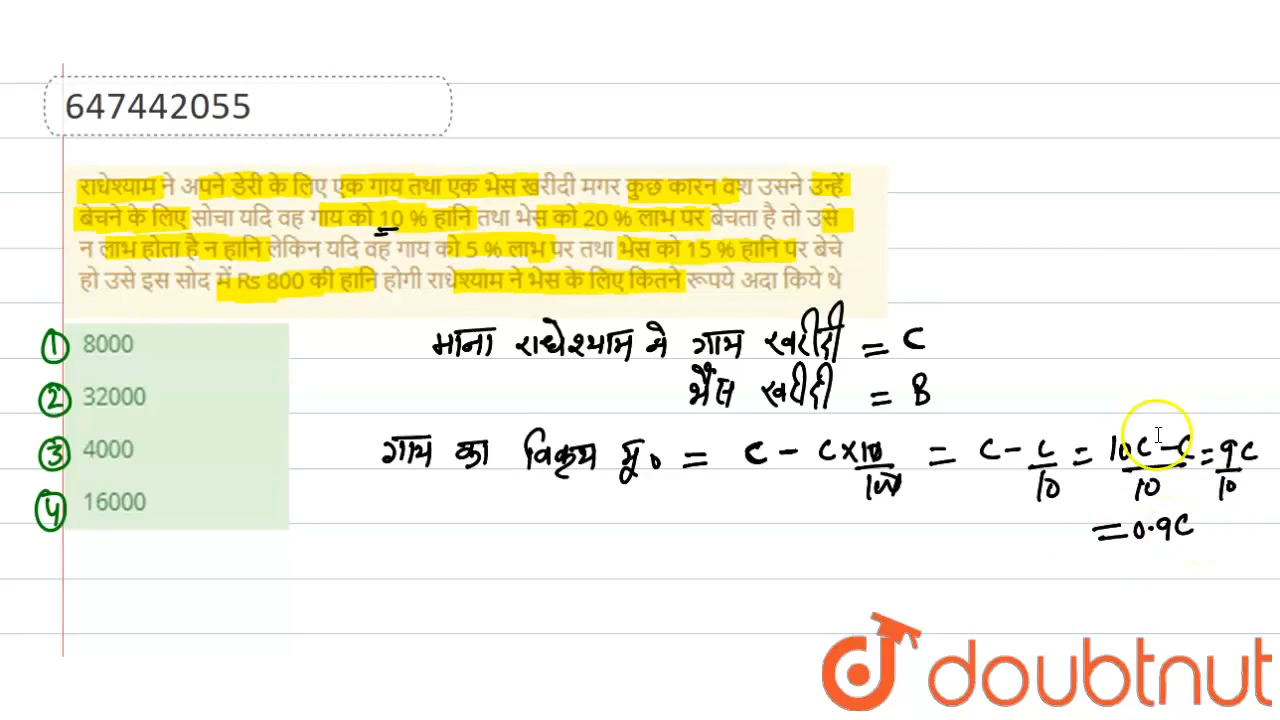 647442055
राधेश्याम ने अपने डेरी के लिए एक गाय तथा एक भेस खरीदी मगर कुछ कारन वश उसने उन्हें
बेचने के लिए सोचा यदि वह गाय को 10 % हानि तथा भेस को 20 % लाभ पर बेचता है तो उसे
न लाभ होता है न हानि लेकिन यदि वह गाय को 5 % लाभ पर तथा भेस को 15 % हानि पर बेचे
हो उसे इस सोद में Rs 800 की हानि होगी राधेश्याम ने भेस के लिए कितने रूपये अदा किये थे
① 8000
② 32000
③ 4000
④ 16000
माना राधेश्याम ने गाय खरीदी = C
भैंस खरीदी = B
गाय का विक्रय मू० = C - C×10/100 = C - C/10 = 10C-C/10 = 9C/10
= 0.9C
doubtnut